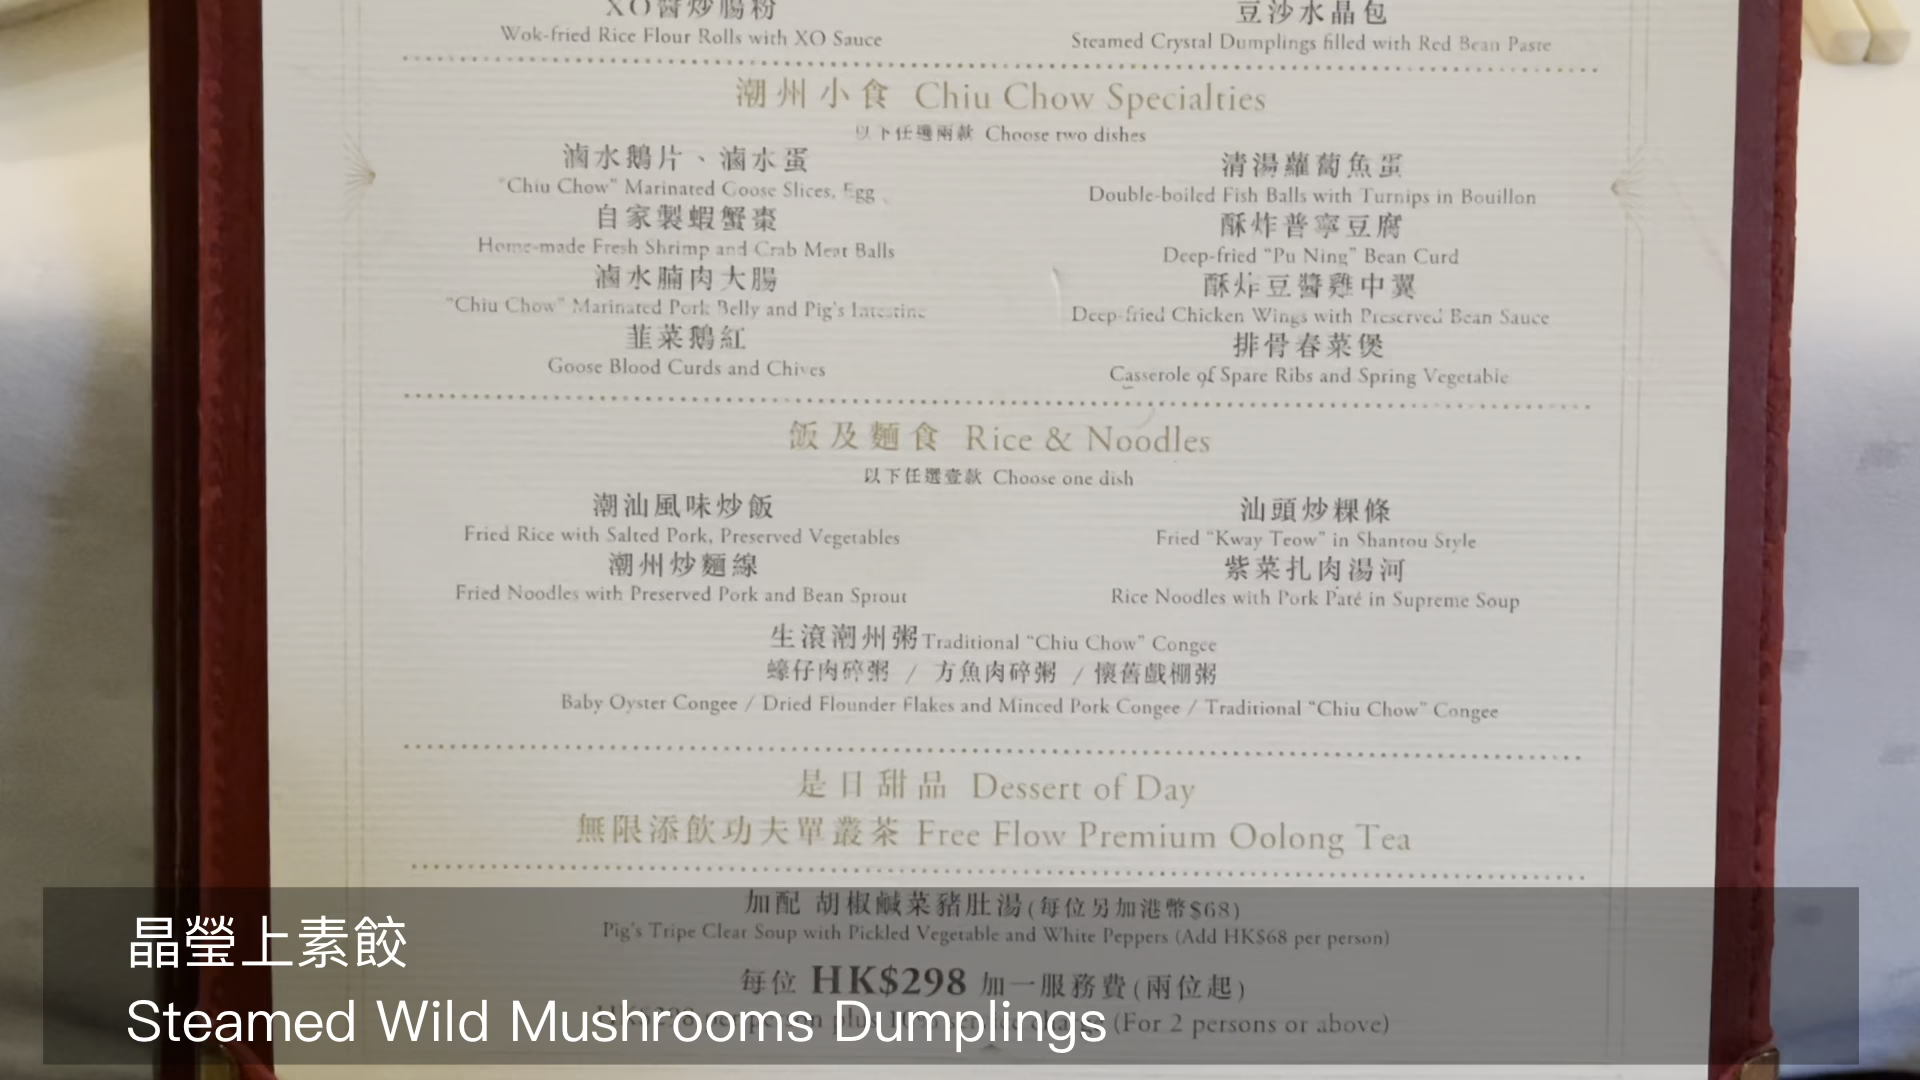 XO醬炒腸粉
Wok-fried Rice Flour Rolls with XO Sauce
豆沙水晶包
Steamed Crystal Dumplings filled with Red Bean Paste
潮州小食 Chiu Chow Specialties
以下任選兩款 Choose two dishes
滷水鵝片、滷水蛋
"Chiu Chow" Marinated Goose Slices, Egg
自家製蝦蟹棗
Home-made Fresh Shrimp and Crab Meat Balls
滷水腩肉大腸
"Chiu Chow" Marinated Pork Belly and Pig's Intestine
韮菜鵝紅
Goose Blood Curds and Chives
清湯蘿蔔魚蛋
Double-boiled Fish Balls with Turnips in Bouillon
酥炸普寧豆腐
Deep-fried "Pu Ning" Bean Curd
酥炸豆醬雞中翼
Deep-fried Chicken Wings with Preserved Bean Sauce
排骨春菜煲
Casserole of Spare Ribs and Spring Vegetable
飯及麵食 Rice & Noodles
以下任選壹款 Choose one dish
潮汕風味炒飯
Fried Rice with Salted Pork, Preserved Vegetables
潮州炒麵線
Fried Noodles with Preserved Pork and Bean Sprout
汕頭炒粿條
Fried "Kway Teow" in Shantou Style
紫菜扎肉湯河
Rice Noodles with Pork Paté in Supreme Soup
生滾潮州粥 Traditional "Chiu Chow" Congee
蠔仔肉碎粥 / 方魚肉碎粥 / 懷舊戲棚粥
Baby Oyster Congee / Dried Flounder Flakes and Minced Pork Congee / Traditional "Chiu Chow" Congee
是日甜品 Dessert of Day
無限添飲功夫單叢茶 Free Flow Premium Oolong Tea
加配 胡椒鹹菜豬肚湯(每位另加港幣$68)
Pig's Tripe Clear Soup with Pickled Vegetable and White Peppers (Add HK$68 per person)
每位 HK$298 加一服務費(兩位起)
(For 2 persons or above)
晶瑩上素餃
Steamed Wild Mushrooms Dumplings